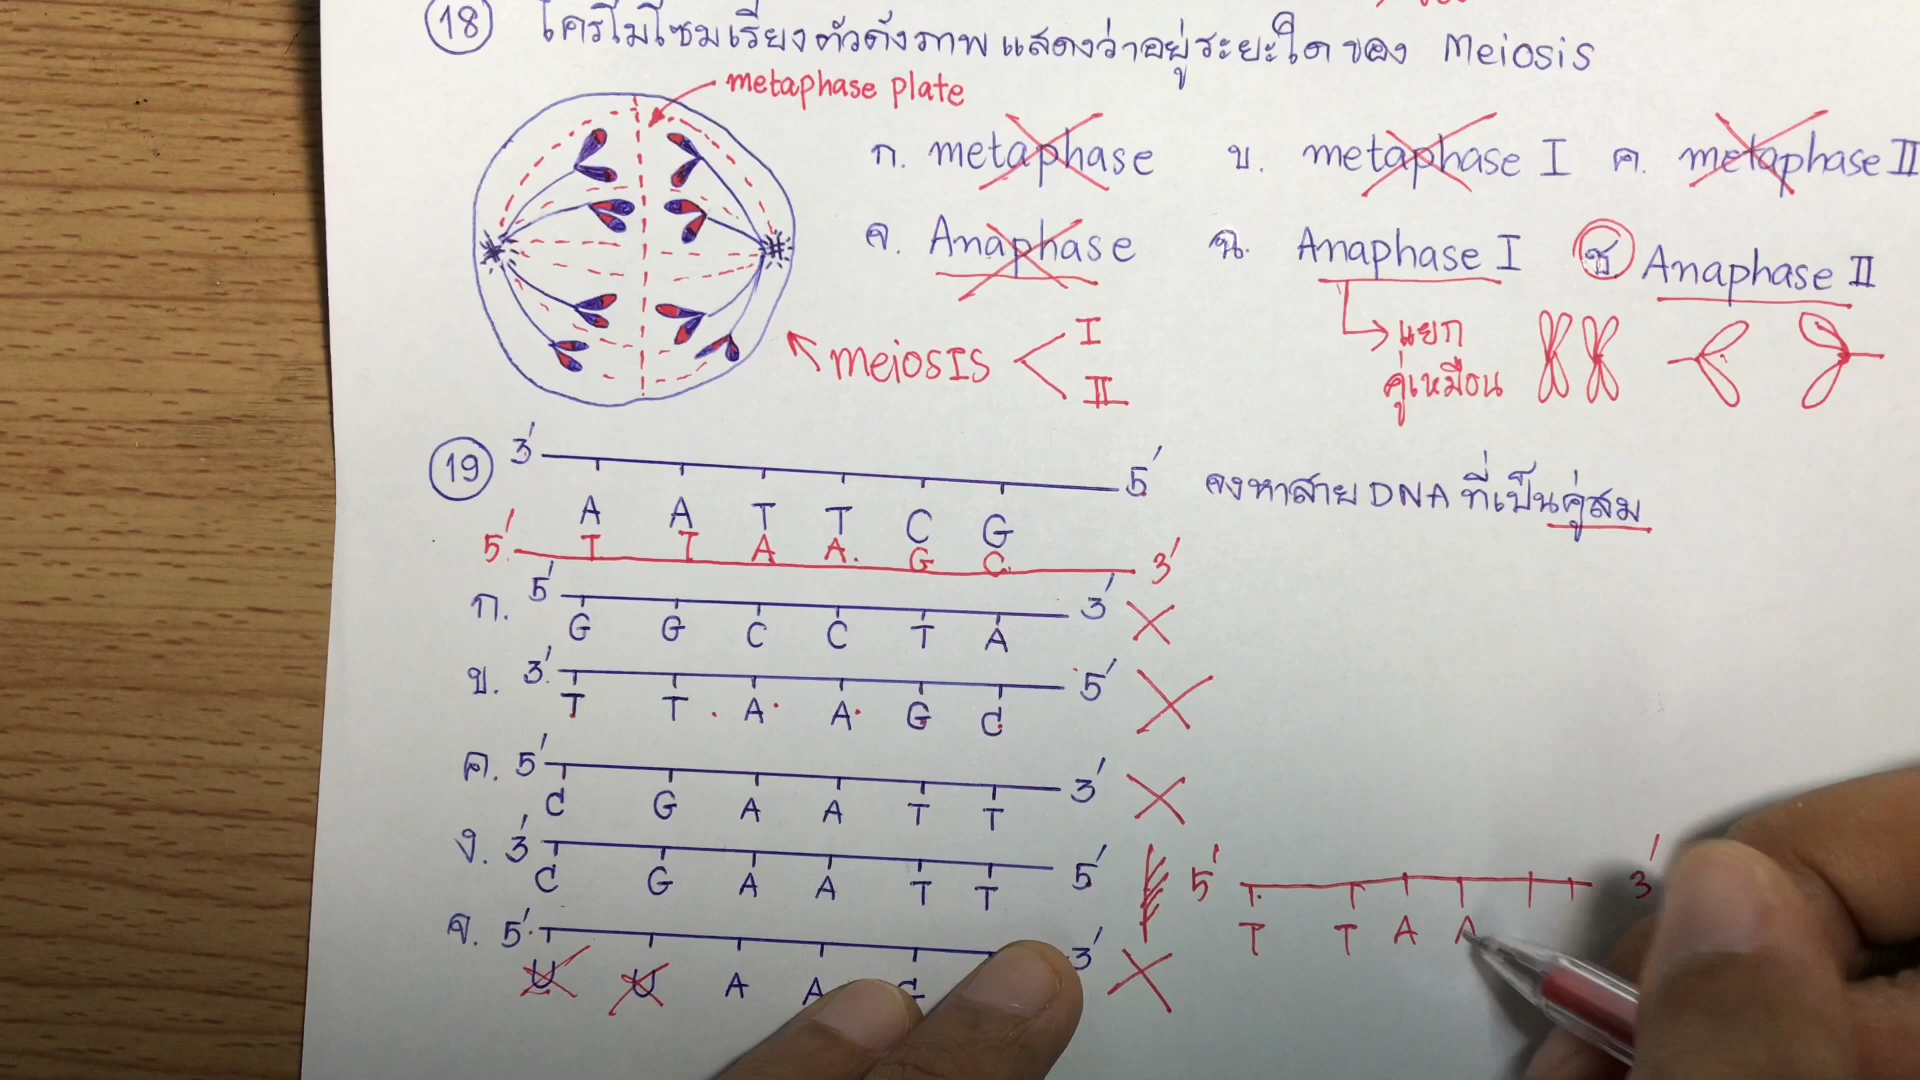 18 โครโมโซมเรียงตัวดังภาพ แสดงว่าอยู่ระยะใด ของ Meiosis
metaphase plate
ก. metaphase ข. metaphase I ค. metaphase II
จ. Anaphase ฉ. Anaphase I ช Anaphase II
แยก
คู่เหมือน
meiosis I
II
19 3' 5' จงหาสาย DNA ที่เป็นคู่สม
A A T T C G
5' T T A A G C 3'
ก. 5' 3'
G G C C T A
ข. 3' 5'
T T A A G C
ค. 5' 3'
C G A A T T
ง. 3' 5'
C G A A T T
5' 3'
T T A A
จ. 5' 3'
U U A A